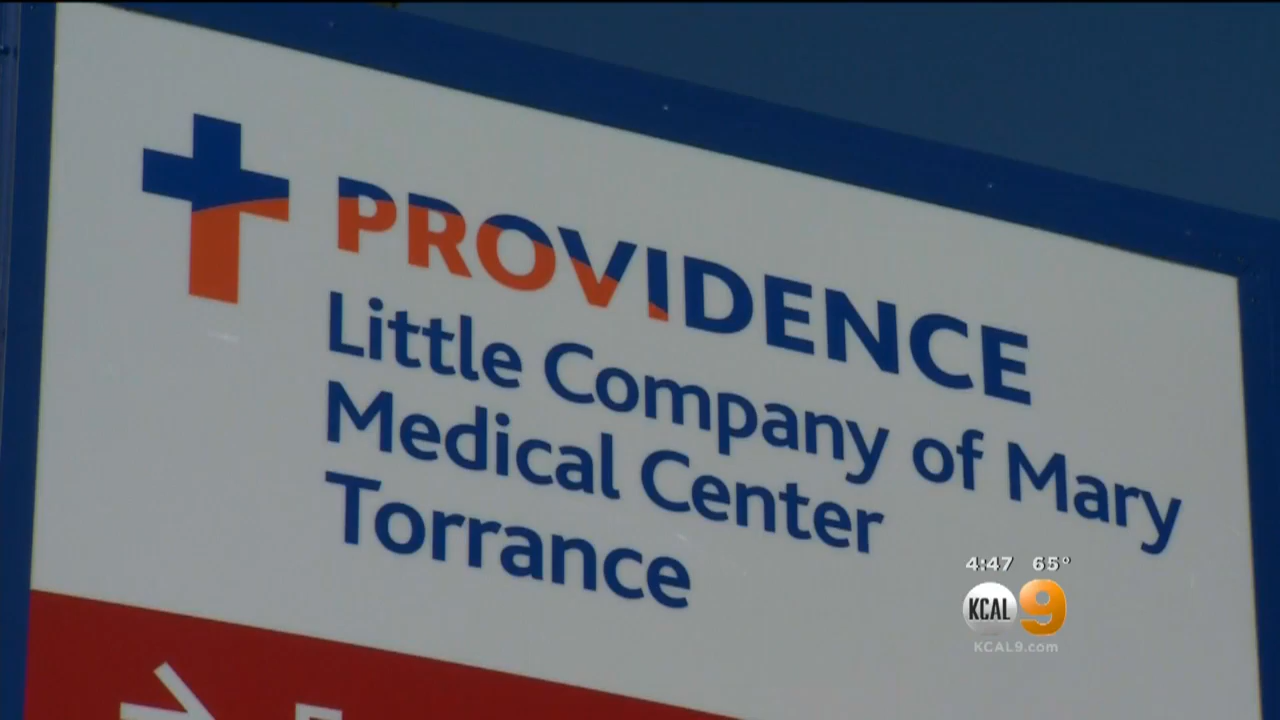 PROVIDENCE
Little Company of Mary
Medical Center
Torrance
4:47 65°
KCAL 9
KCAL9.com